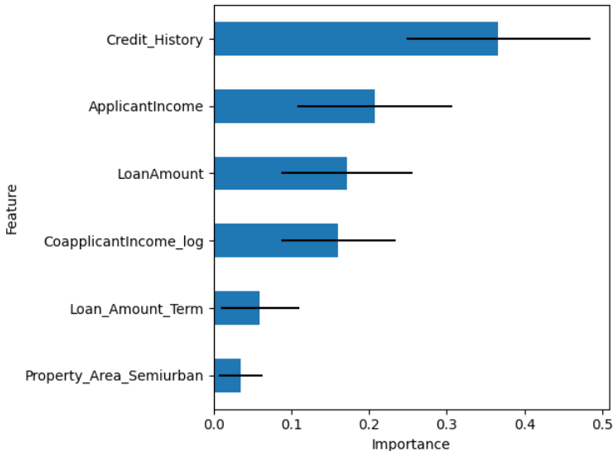 Credit_History
ApplicantIncome
LoanAmount
CoapplicantIncome_log
Loan_Amount_Term
Property_Area_Semiurban
Feature
0.0 0.1 0.2 0.3 0.4 0.5
Importance